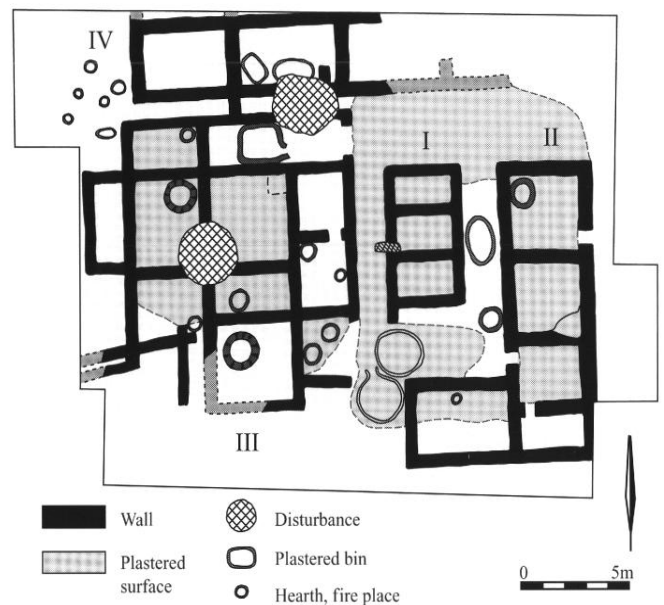 IV
I
II
III
Wall
Disturbance
Plastered bin
Plastered
surface
Hearth, fire place
0
5m